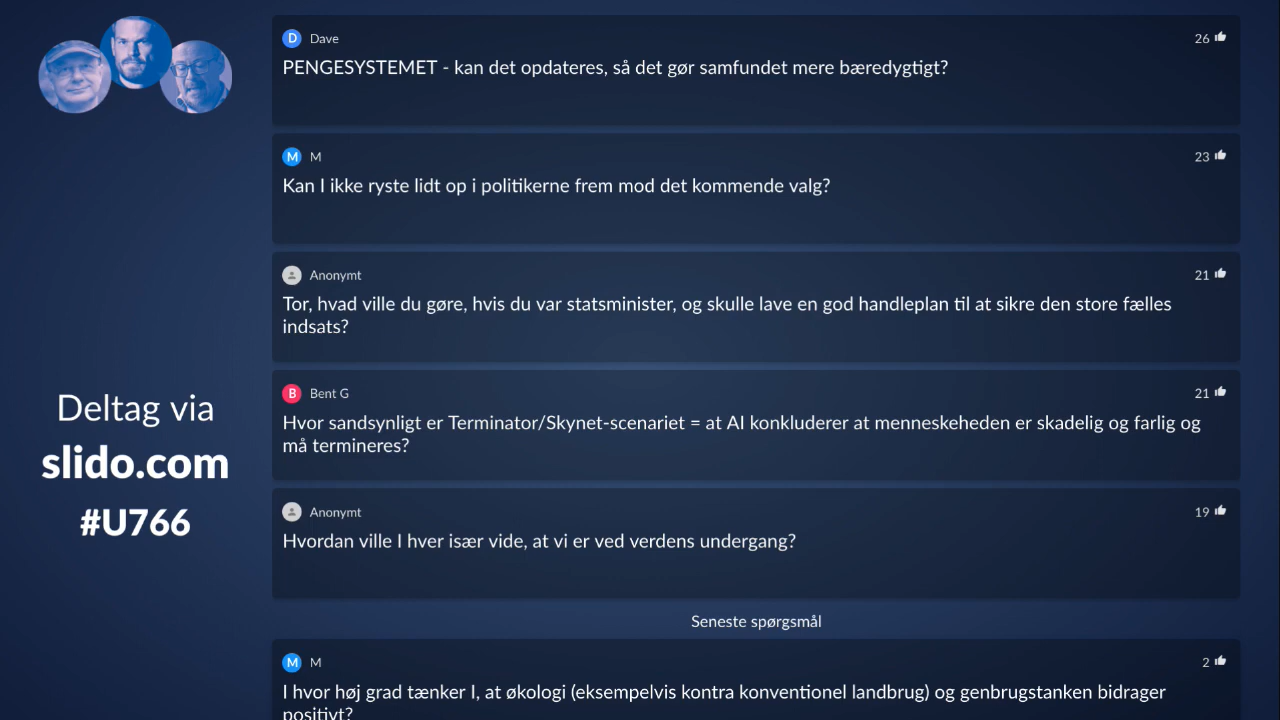 D Dave 26
PENGESYSTEMET - kan det opdateres, så det gør samfundet mere bæredygtigt?
M M 23
Kan I ikke ryste lidt op i politikerne frem mod det kommende valg?
Anonymt 21
Tor, hvad ville du gøre, hvis du var statsminister, og skulle lave en god handleplan til at sikre den store fælles
indsats?
B Bent G 21
Hvor sandsynligt er Terminator/Skynet-scenariet = at AI konkluderer at menneskeheden er skadelig og farlig og
må termineres?
Anonymt 19
Hvordan ville I hver især vide, at vi er ved verdens undergang?
Seneste spørgsmål
M M 2
I hvor høj grad tænker I, at økologi (eksempelvis kontra konventionel landbrug) og genbrugstanken bidrager
positivt?
Deltag via
slido.com
#U766